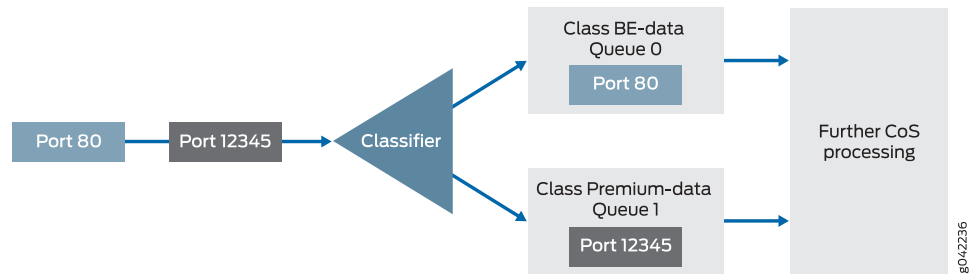 Port 80
Port 12345
Classifier
Class BE-data
Queue 0
Port 80
Class Premium-data
Queue 1
Port 12345
Further CoS
processing
g042236